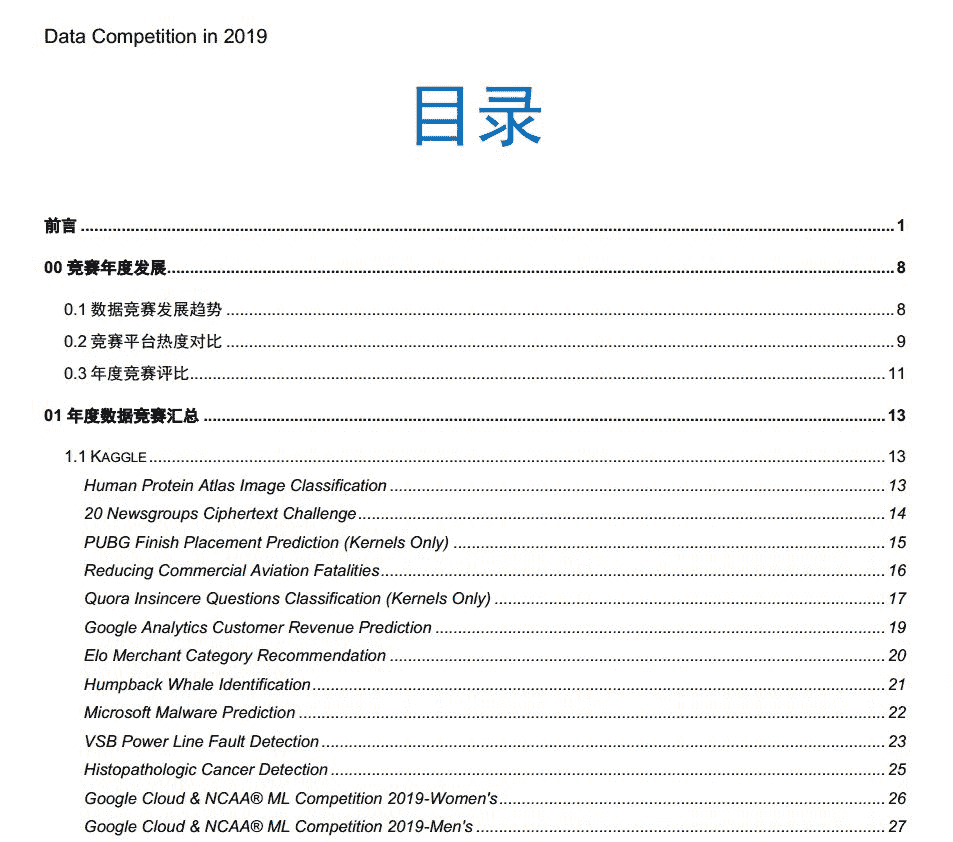 Data Competition in 2019
目录
前言 ........ 1
00 竞赛年度发展 ........ 8
0.1 数据竞赛发展趋势 ........ 8
0.2 竞赛平台热度对比 ........ 9
0.3 年度竞赛评比 ........ 11
01 年度数据竞赛汇总 ........ 13
1.1 KAGGLE ........ 13
Human Protein Atlas Image Classification ........ 13
20 Newsgroups Ciphertext Challenge ........ 14
PUBG Finish Placement Prediction (Kernels Only) ........ 15
Reducing Commercial Aviation Fatalities ........ 16
Quora Insincere Questions Classification (Kernels Only) ........ 17
Google Analytics Customer Revenue Prediction ........ 19
Elo Merchant Category Recommendation ........ 20
Humpback Whale Identification ........ 21
Microsoft Malware Prediction ........ 22
VSB Power Line Fault Detection ........ 23
Histopathologic Cancer Detection ........ 25
Google Cloud & NCAA® ML Competition 2019-Women's ........ 26
Google Cloud & NCAA® ML Competition 2019-Men's ........ 27